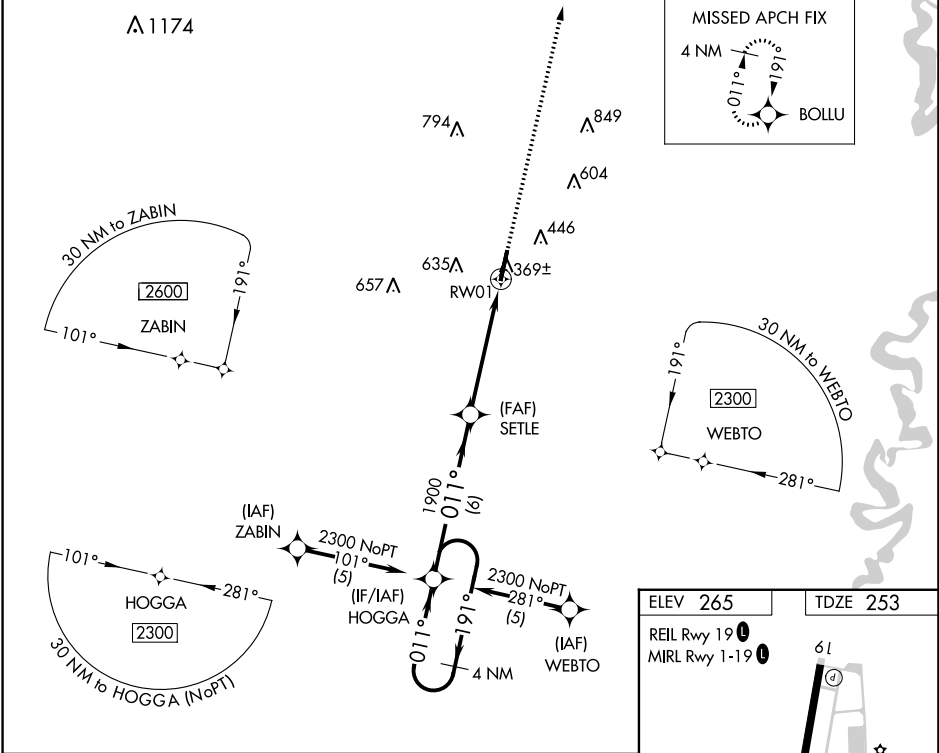 1174
MISSED APCH FIX
4 NM
011°
191°
BOLLU
794
849
604
446
635
369±
657
RW01
30 NM to ZABIN
2600
191°
101°
ZABIN
30 NM to WEBTO
191°
2300
WEBTO
281°
(FAF)
SETLE
1900
011°
(6)
(IAF)
ZABIN
2300 NoPT
101°
(5)
(IF/IAF)
HOGGA
2300 NoPT
281°
(5)
(IAF)
WEBTO
011°
191°
4 NM
101°
281°
HOGGA
2300
30 NM to HOGGA (NoPT)
ELEV 265
TDZE 253
REIL Rwy 19 L
MIRL Rwy 1-19 L
19
P